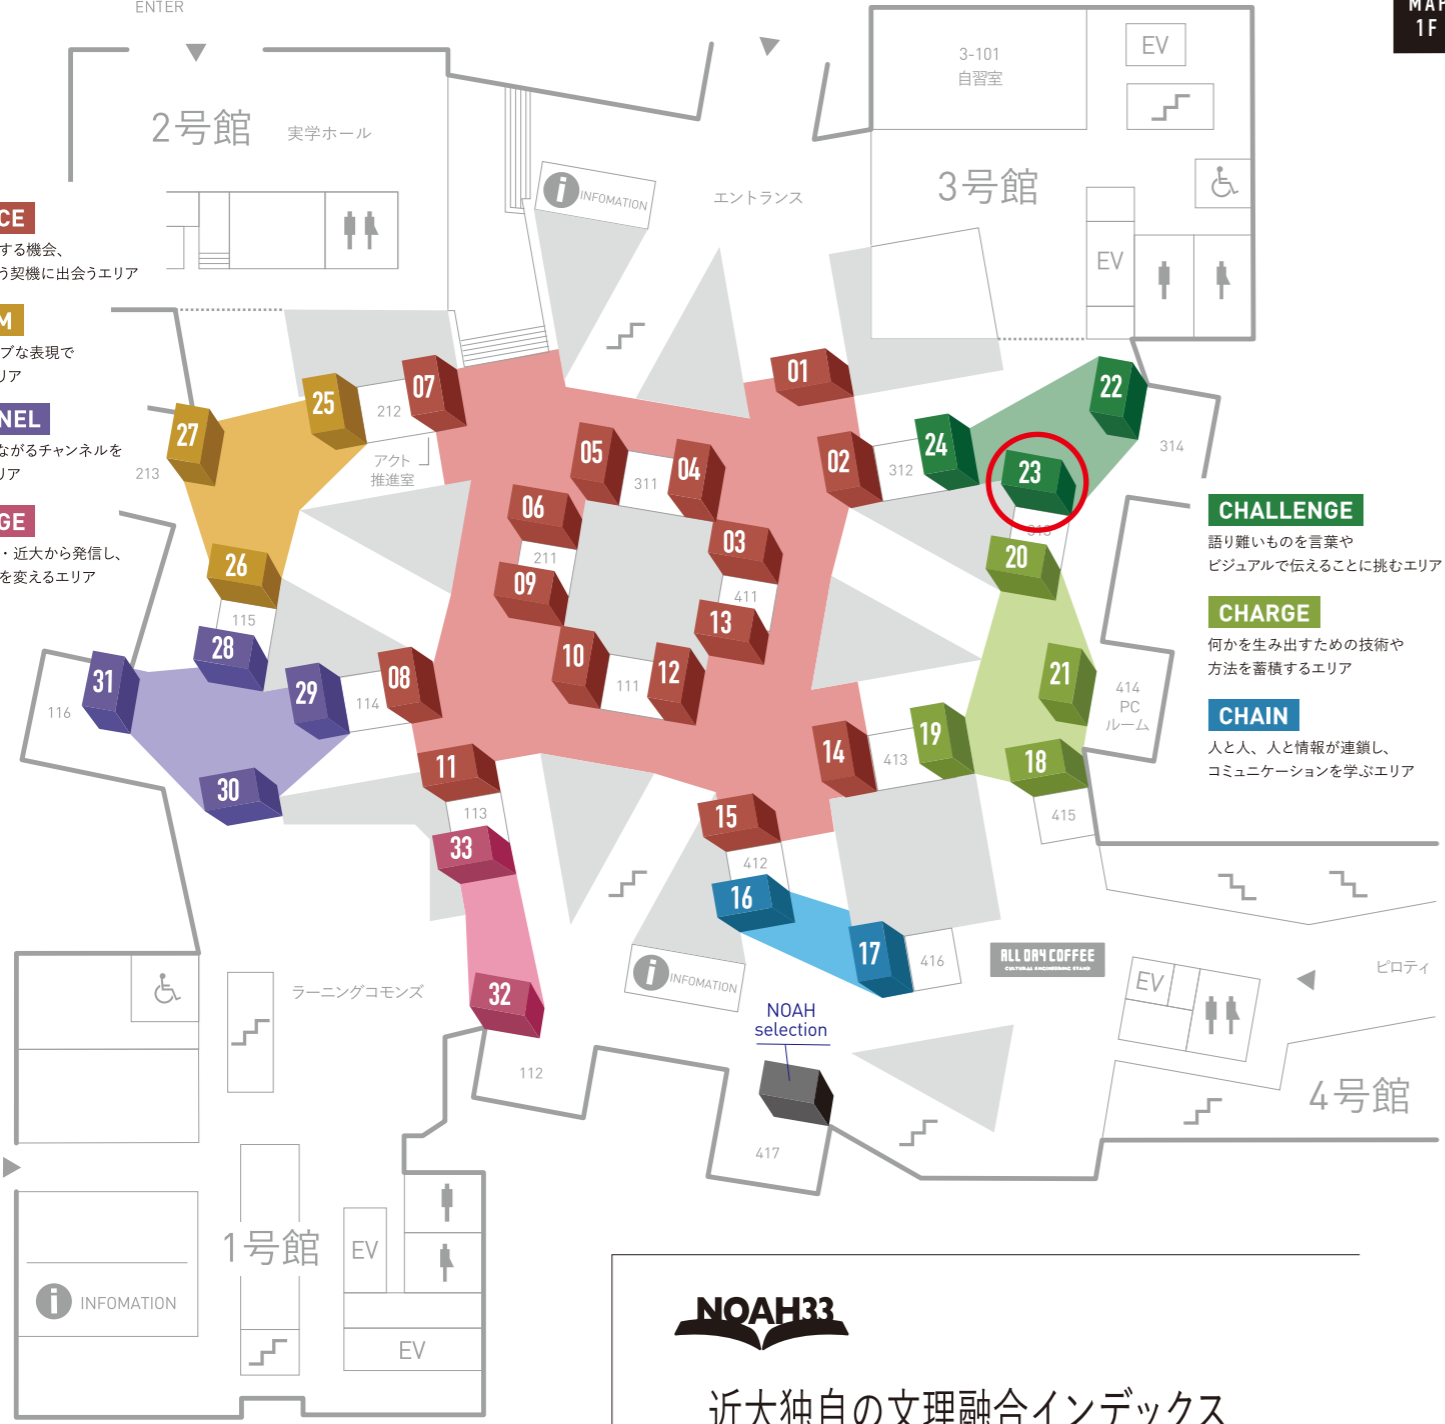 ENTER
MAP
1F
2号館
実学ホール
INFOMATION
エントランス
3-101
自習室
EV
3号館
EV
CE
する機会、
う契機に出会うエリア
M
ブな表現で
リア
NEL
ながるチャンネルを
リア
GE
・近大から発信し、
を変えるエリア
01
22
07
25
212
27
213
アクト
推進室
05
04
311
02
312
24
23
314
06
03
211
313
20
09
26
411
13
115
28
10
12
111
31
116
29
114
08
21
414
PC
ルーム
14
413
19
18
415
11
113
30
15
412
33
16
17
416
CHALLENGE
語り難いものを言葉や
ビジュアルで伝えることに挑むエリア
CHARGE
何かを生み出すための技術や
方法を蓄積するエリア
CHAIN
人と人、人と情報が連鎖し、
コミュニケーションを学ぶエリア
ALL DAY COFFEE
CULTURAL ENGINEERING STAND
INFOMATION
ラーニングコモンズ
32
112
NOAH
selection
417
EV
ピロティ
4号館
1号館
EV
INFOMATION
EV
NOAH33
近大独自の文理融合インデックス